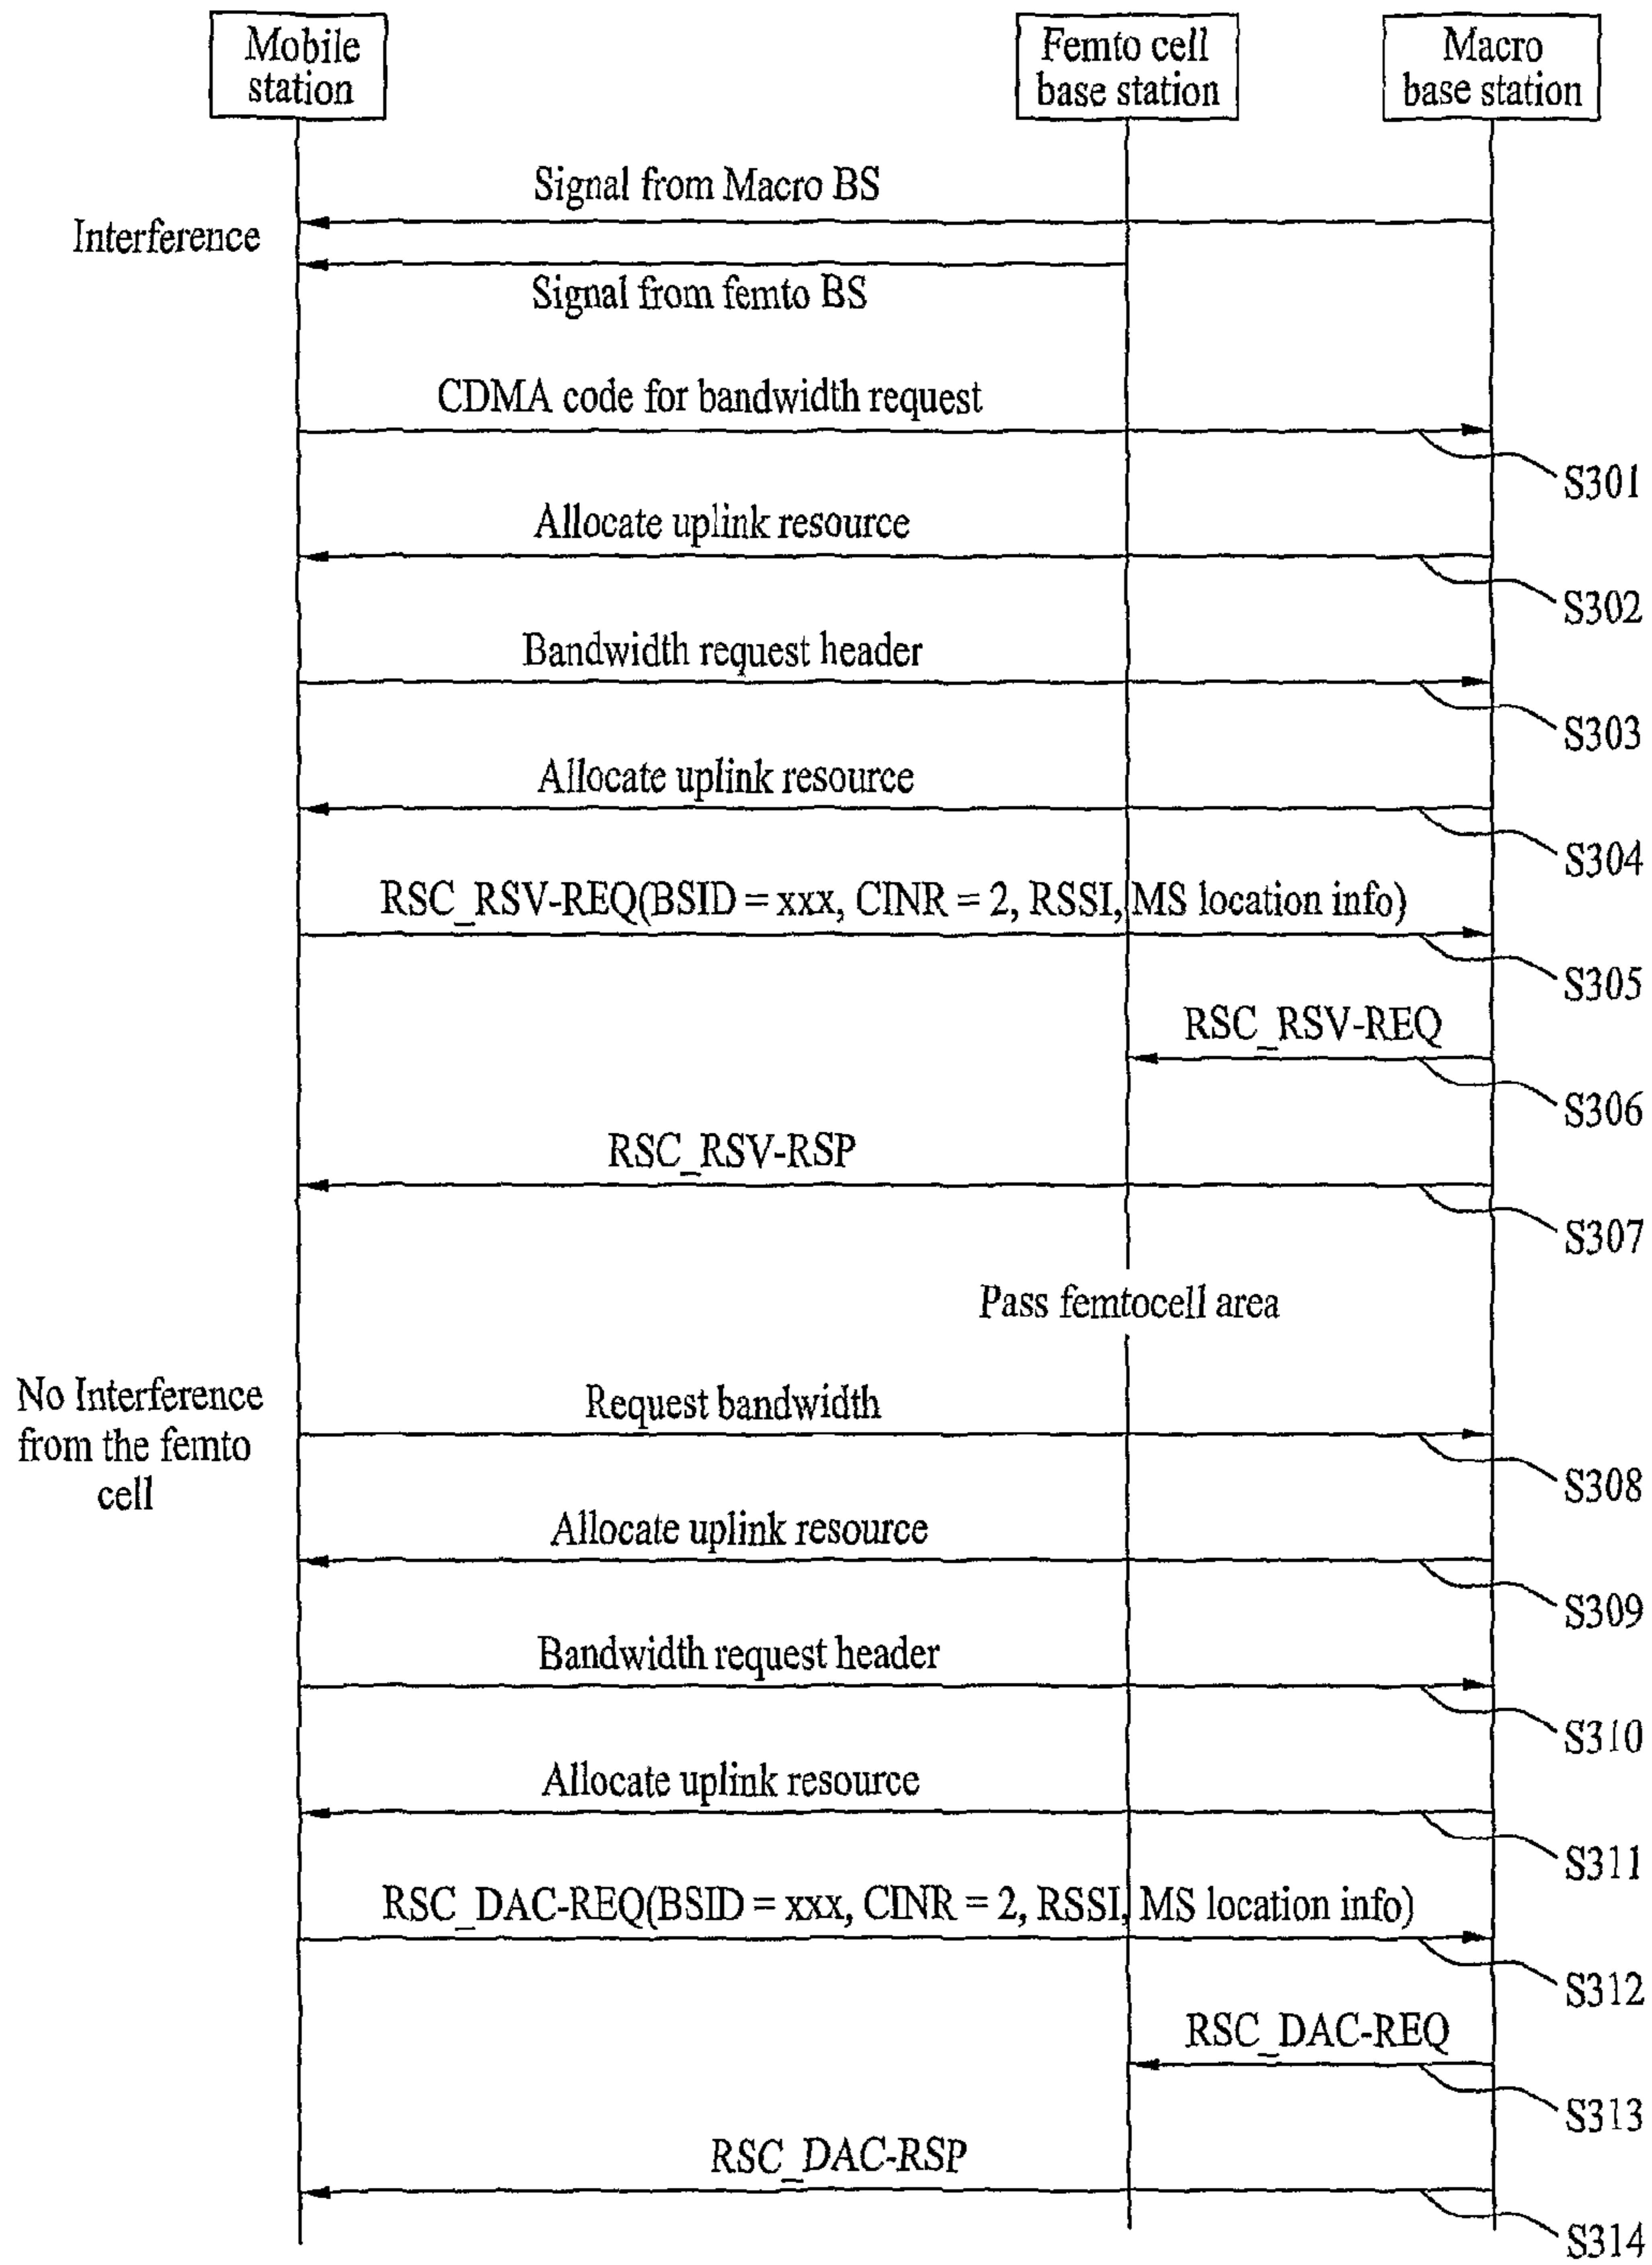 Mobile
station
Femto cell
base station
Macro
base station
Signal from Macro BS
Interference
Signal from femto BS
CDMA code for bandwidth request
S301
Allocate uplink resource
S302
Bandwidth request header
S303
Allocate uplink resource
S304
RSC_RSV-REQ(BSID = xxx, CINR = 2, RSSI, MS location info)
S305
RSC_RSV-REQ
S306
RSC_RSV-RSP
S307
Pass femtocell area
No Interference
from the femto
cell
Request bandwidth
S308
Allocate uplink resource
S309
Bandwidth request header
S310
Allocate uplink resource
S311
RSC_DAC-REQ(BSID = xxx, CINR = 2, RSSI, MS location info)
S312
RSC_DAC-REQ
S313
RSC_DAC-RSP
S314